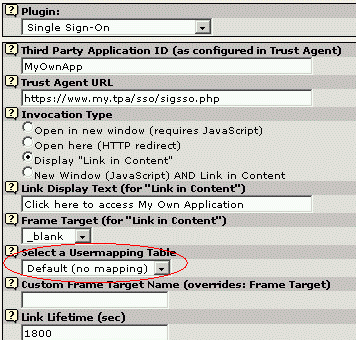 Plugin:
Single Sign-On
Third Party Application ID (as configured in Trust Agent)
MyOwnApp
Trust Agent URL
https://www.my.tpa/sso/sigsso.php
Invocation Type
Open in new window (requires JavaScript)
Open here (HTTP redirect)
Display "Link in Content"
New Window (JavaScript) AND Link in Content
Link Display Text (for "Link in Content")
Click here to access My Own Application
Frame Target (for "Link in Content")
_blank
Select a Usermapping Table
Default (no mapping)
Custom Frame Target Name (overrides: Frame Target)
Link Lifetime (sec)
1800